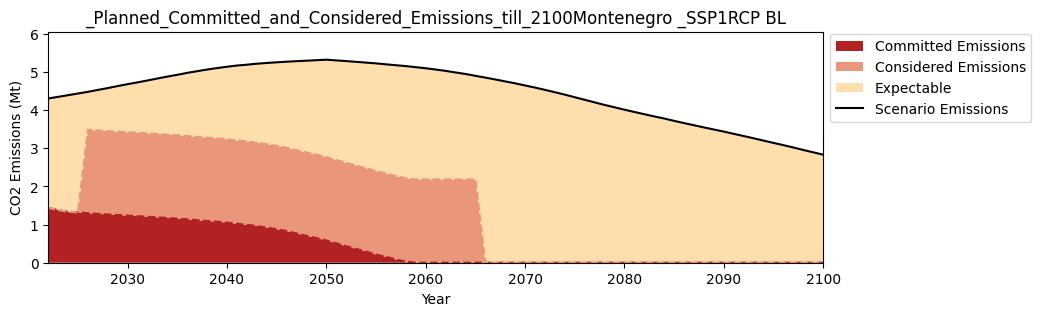 _Planned_Committed_and_Considered_Emissions_till_2100Montenegro _SSP1RCP BL
6
5
4
3
2
1
0
CO2 Emissions (Mt)
2030 2040 2050 2060 2070 2080 2090 2100
Year
Committed Emissions
Considered Emissions
Expectable
Scenario Emissions